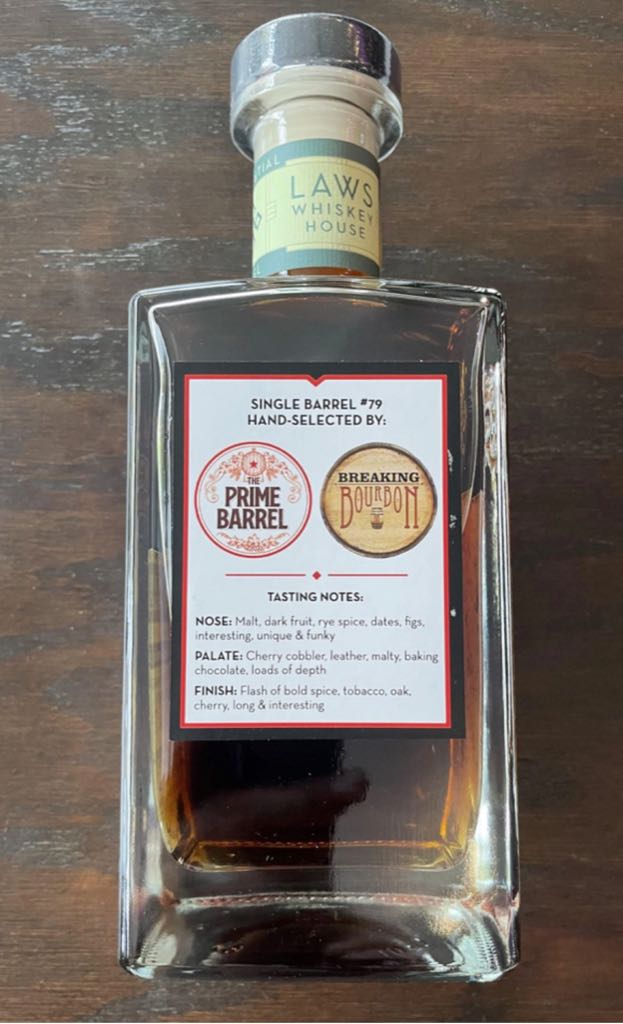 LAWS
WHISKEY
HOUSE
SINGLE BARREL #79
HAND-SELECTED BY:
THE
PRIME
BARREL
BREAKING
BOURBON
TASTING NOTES:
NOSE: Malt, dark fruit, rye spice, dates, figs,
interesting, unique & funky
PALATE: Cherry cobbler, leather, malty, baking
chocolate, loads of depth
FINISH: Flash of bold spice, tobacco, oak,
cherry, long & interesting